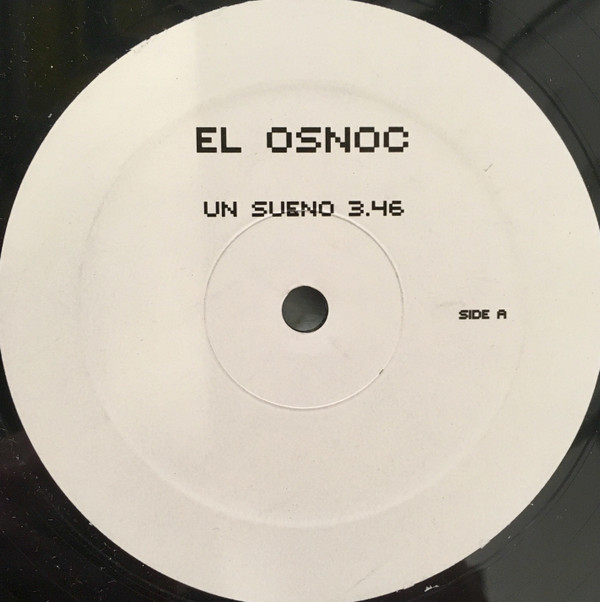 EL OSNOC
UN SUENO 3.46
SIDE A